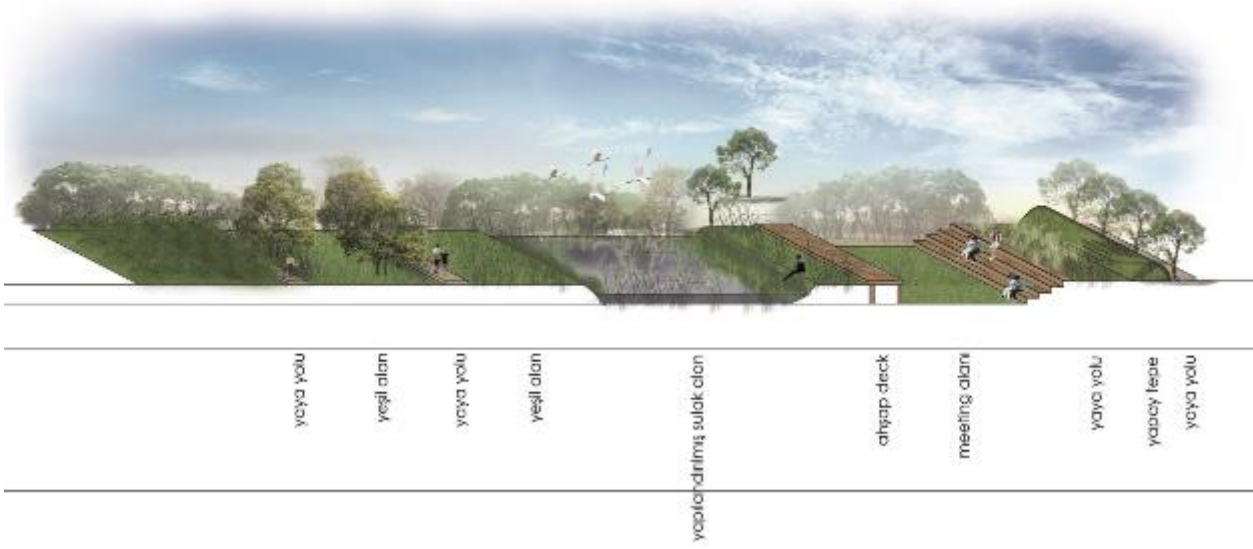 yaya yolu
yeşil alan
yaya yolu
yeşil alan
yapılandırılmış sulak alan
ahşap deck
meeting alanı
yaya yolu
yapay tepe
yaya yolu